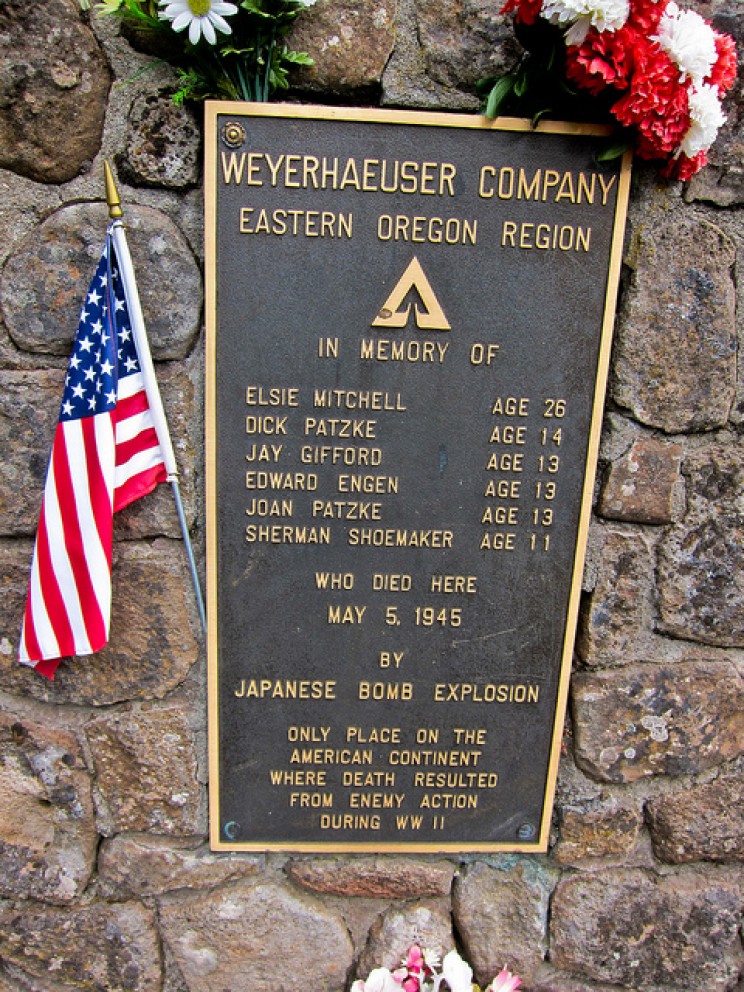 WEYERHAEUSER COMPANY
EASTERN OREGON REGION
IN MEMORY OF
ELSIE MITCHELL AGE 26
DICK PATZKE AGE 14
JAY GIFFORD AGE 13
EDWARD ENGEN AGE 13
JOAN PATZKE AGE 13
SHERMAN SHOEMAKER AGE 11
WHO DIED HERE
MAY 5, 1945
BY
JAPANESE BOMB EXPLOSION
ONLY PLACE ON THE
AMERICAN CONTINENT
WHERE DEATH RESULTED
FROM ENEMY ACTION
DURING WW II